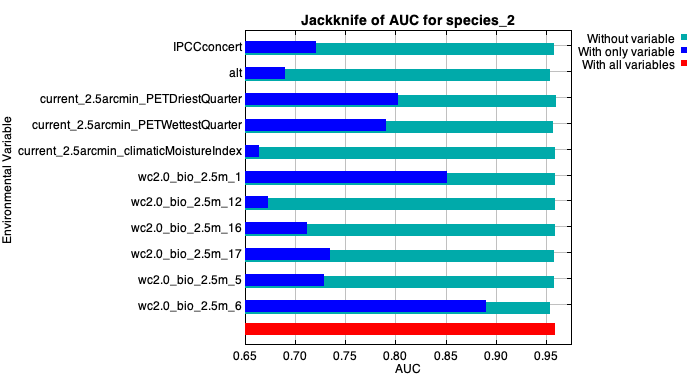 Jackknife of AUC for species_2
Without variable
With only variable
With all variables
Environmental Variable
IPCCconcert
alt
current_2.5arcmin_PETDriestQuarter
current_2.5arcmin_PETWettestQuarter
current_2.5arcmin_climaticMoistureIndex
wc2.0_bio_2.5m_1
wc2.0_bio_2.5m_12
wc2.0_bio_2.5m_16
wc2.0_bio_2.5m_17
wc2.0_bio_2.5m_5
wc2.0_bio_2.5m_6
0.65 0.70 0.75 0.80 0.85 0.90 0.95
AUC